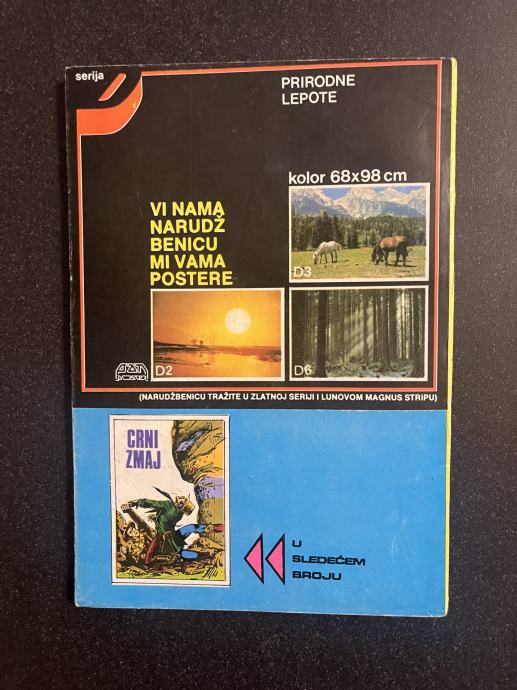 serija
PRIRODNE
LEPOTE
kolor 68x98 cm
VI NAMA
NARUDŽ
BENICU
MI VAMA
POSTERE
D3
D2
D6
(NARUDŽBENICU TRAŽITE U ZLATNOJ SERIJI I LUNOVOM MAGNUS STRIPU)
CRNI
ZMAJ
U
SLEDEĆEM
BROJU